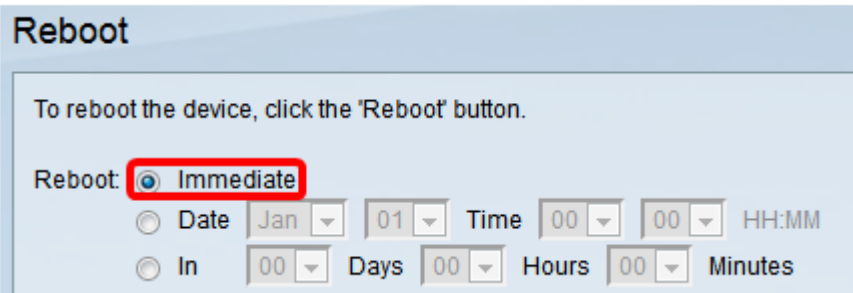 Reboot
To reboot the device, click the 'Reboot' button.
Reboot: Immediate
Date Jan 01 Time 00 00 HH:MM
In 00 Days 00 Hours 00 Minutes